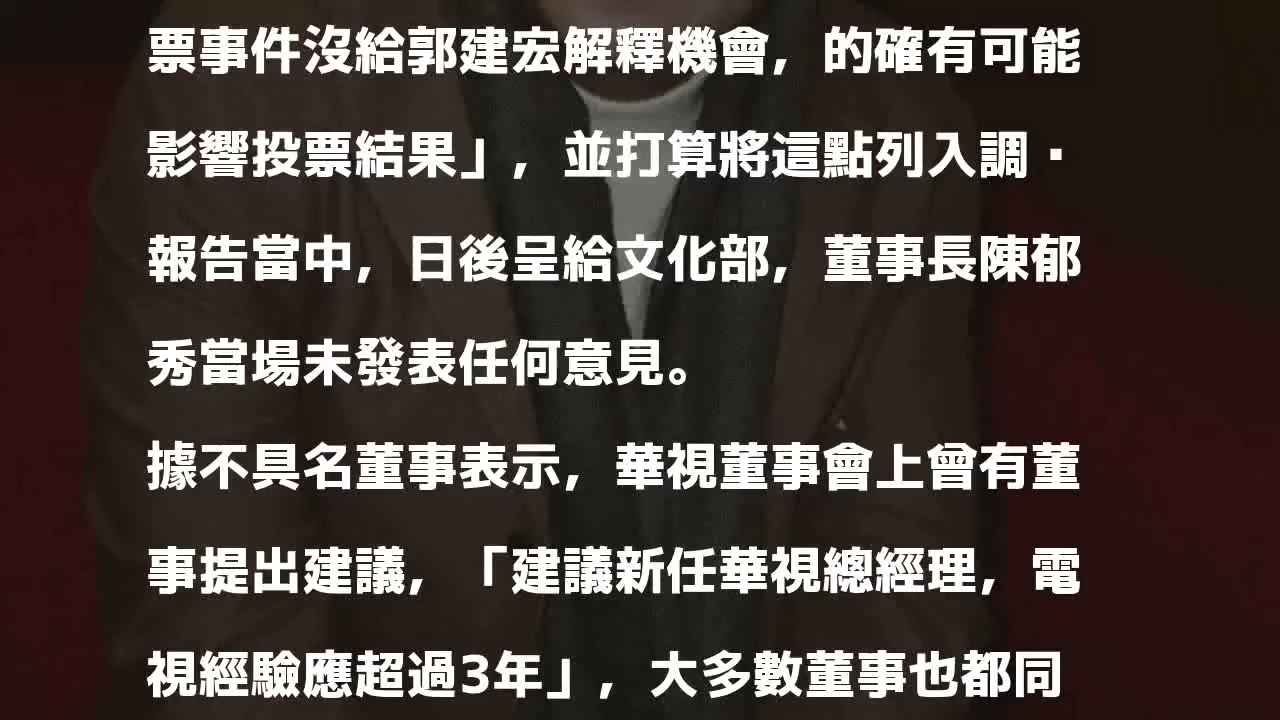 票事件沒給郭建宏解釋機會，的確有可能
影響投票結果」，並打算將這點列入調▪
報告當中，日後呈給文化部，董事長陳郁
秀當場未發表任何意見。
據不具名董事表示，華視董事會上曾有董
事提出建議，「建議新任華視總經理，電
視經驗應超過3年」，大多數董事也都同